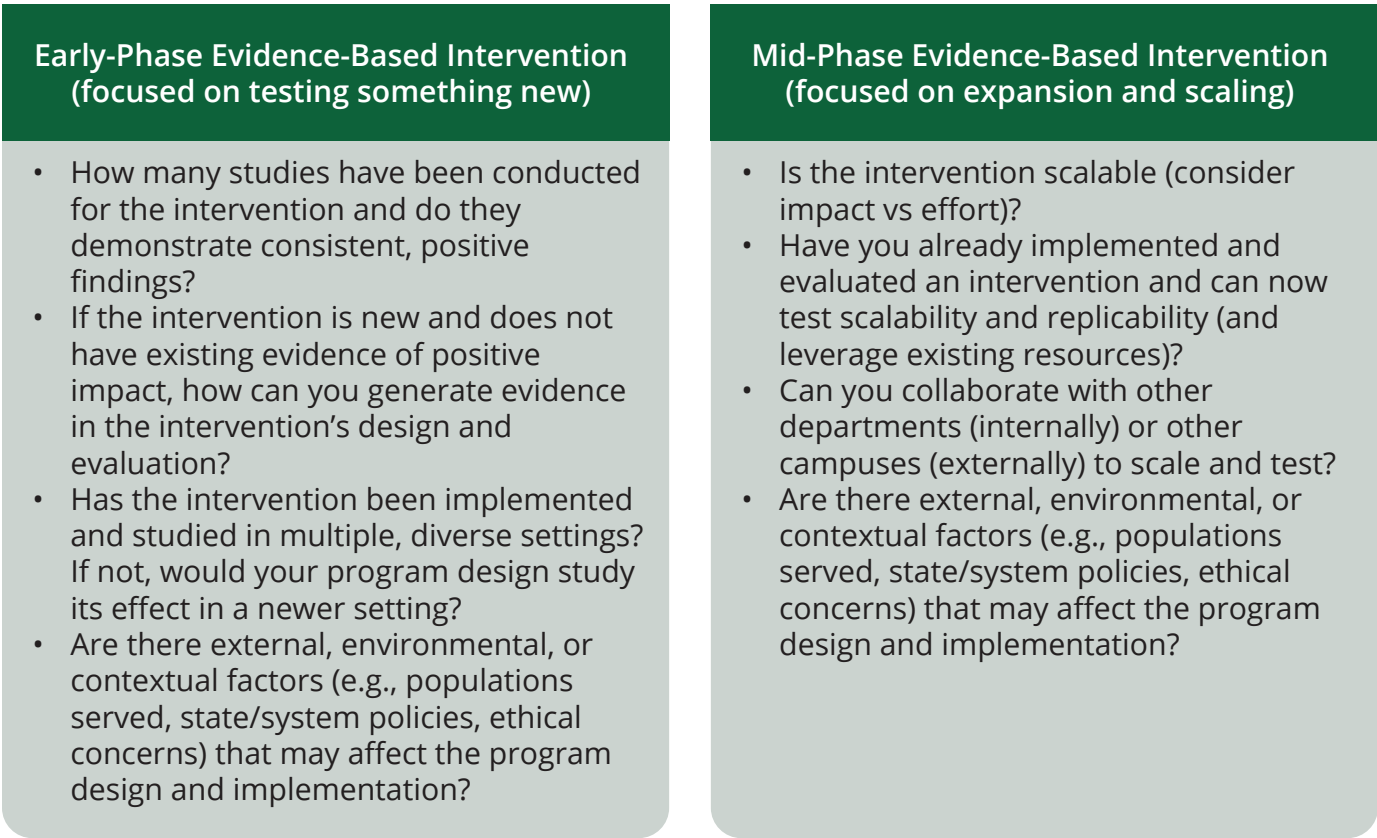 Early-Phase Evidence-Based Intervention
(focused on testing something new)
• How many studies have been conducted
for the intervention and do they
demonstrate consistent, positive
findings?
• If the intervention is new and does not
have existing evidence of positive
impact, how can you generate evidence
in the intervention’s design and
evaluation?
• Has the intervention been implemented
and studied in multiple, diverse settings?
If not, would your program design study
its effect in a newer setting?
• Are there external, environmental, or
contextual factors (e.g., populations
served, state/system policies, ethical
concerns) that may affect the program
design and implementation?
Mid-Phase Evidence-Based Intervention
(focused on expansion and scaling)
• Is the intervention scalable (consider
impact vs effort)?
• Have you already implemented and
evaluated an intervention and can now
test scalability and replicability (and
leverage existing resources)?
• Can you collaborate with other
departments (internally) or other
campuses (externally) to scale and test?
• Are there external, environmental, or
contextual factors (e.g., populations
served, state/system policies, ethical
concerns) that may affect the program
design and implementation?